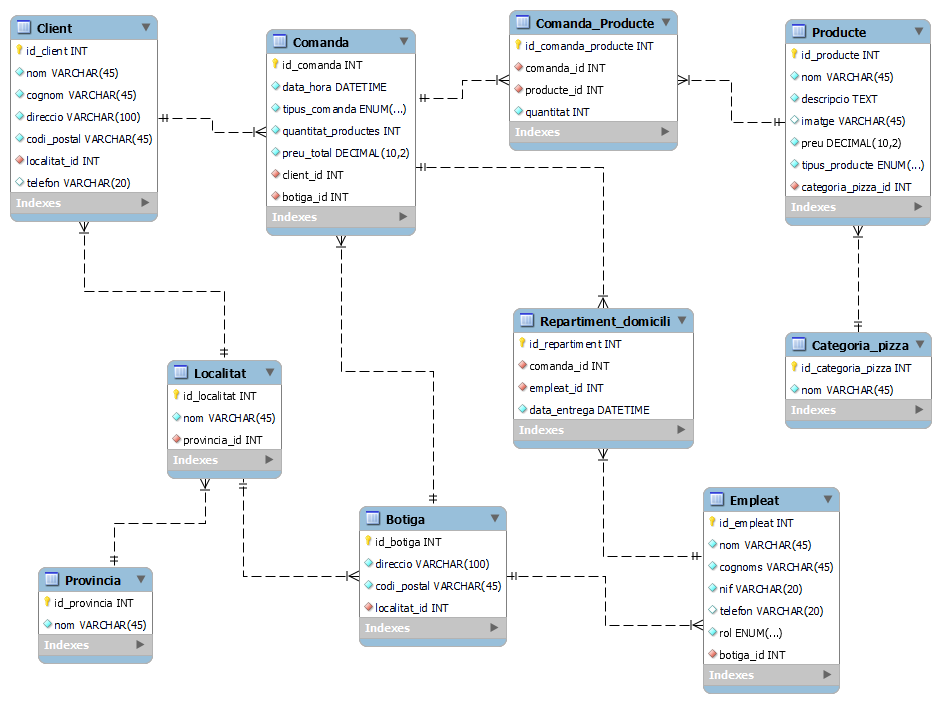 Client
id_client INT
nom VARCHAR(45)
cognom VARCHAR(45)
direccio VARCHAR(100)
codi_postal VARCHAR(45)
localitat_id INT
telefon VARCHAR(20)
Indexes
Comanda
id_comanda INT
data_hora DATETIME
tipus_comanda ENUM(...)
quantitat_productes INT
preu_total DECIMAL(10,2)
client_id INT
botiga_id INT
Indexes
Comanda_Producte
id_comanda_producte INT
comanda_id INT
producte_id INT
quantitat INT
Indexes
Producte
id_producte INT
nom VARCHAR(45)
descripcio TEXT
imatge VARCHAR(45)
preu DECIMAL(10,2)
tipus_producte ENUM(...)
categoria_pizza_id INT
Indexes
Repartiment_domicili
id_repartiment INT
comanda_id INT
empleat_id INT
data_entrega DATETIME
Indexes
Categoria_pizza
id_categoria_pizza INT
nom VARCHAR(45)
Indexes
Localitat
id_localitat INT
nom VARCHAR(45)
provincia_id INT
Indexes
Provincia
id_provincia INT
nom VARCHAR(45)
Indexes
Botiga
id_botiga INT
direccio VARCHAR(100)
codi_postal VARCHAR(45)
localitat_id INT
Indexes
Empleat
id_empleat INT
nom VARCHAR(45)
cognoms VARCHAR(45)
nif VARCHAR(20)
telefon VARCHAR(20)
rol ENUM(...)
botiga_id INT
Indexes